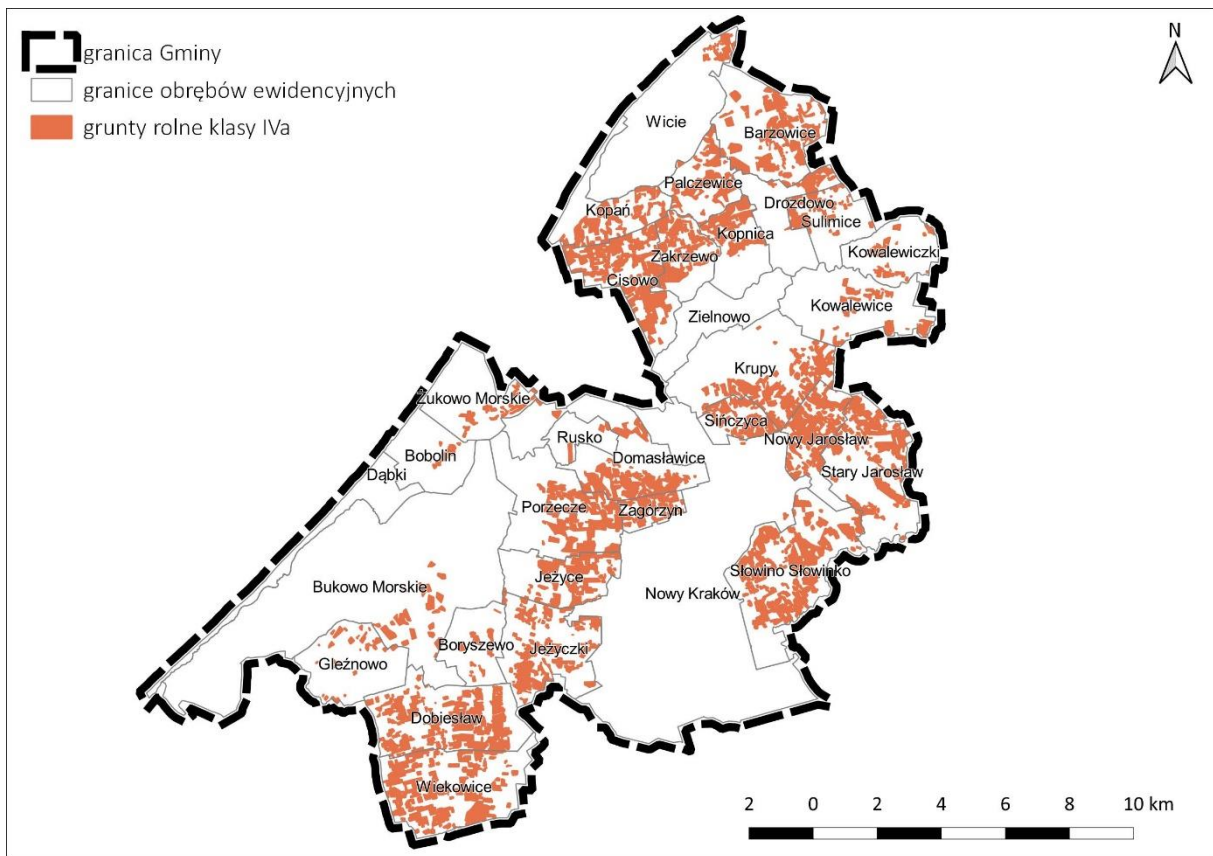 granica Gminy
granice obrębów ewidencyjnych
grunty rolne klasy IVa
N
Wicie
Barzowice
Palczewice
Drozdowo
Kopań
Sulimice
Kopnica
Zakrzewo
Kowalewiczki
Cisowo
Kowalewice
Zielnowo
Krupy
Żukowo Morskie
Sińczyca
Rusko
Nowy Jarosław
Bobolin
Domasławice
Dąbki
Stary Jarosław
Porzecze
Zagórzyn
Jeżyce
Słowino Słowinko
Bukowo Morskie
Nowy Kraków
Boryszewo
Jeżyczki
Gleźnowo
Dobiesław
Wiekowice
2 0 2 4 6 8 10 km